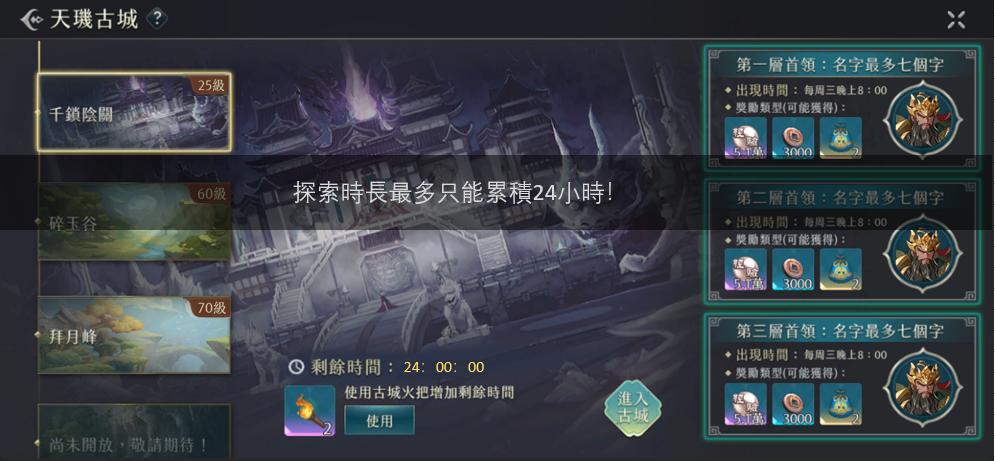 天璣古城
?
25級
千鎖陰關
60級
碎玉谷
70級
拜月峰
尚未開放，敬請期待！
探索時長最多只能累積24小時!
剩餘時間： 24: 00: 00
使用古城火把增加剩餘時間
2
使用
進入
古城
第一層首領：名字最多七個字
出現時間：每周三晚上8：00
獎勵類型(可能獲得)：
經驗
5.1萬
3000
2
第二層首領：名字最多七個字
出現時間：每周三晚上8：00
獎勵類型(可能獲得)：
經驗
5.1萬
3000
2
第三層首領：名字最多七個字
出現時間：每周三晚上8：00
獎勵類型(可能獲得)：
經驗
5.1萬
3000
2